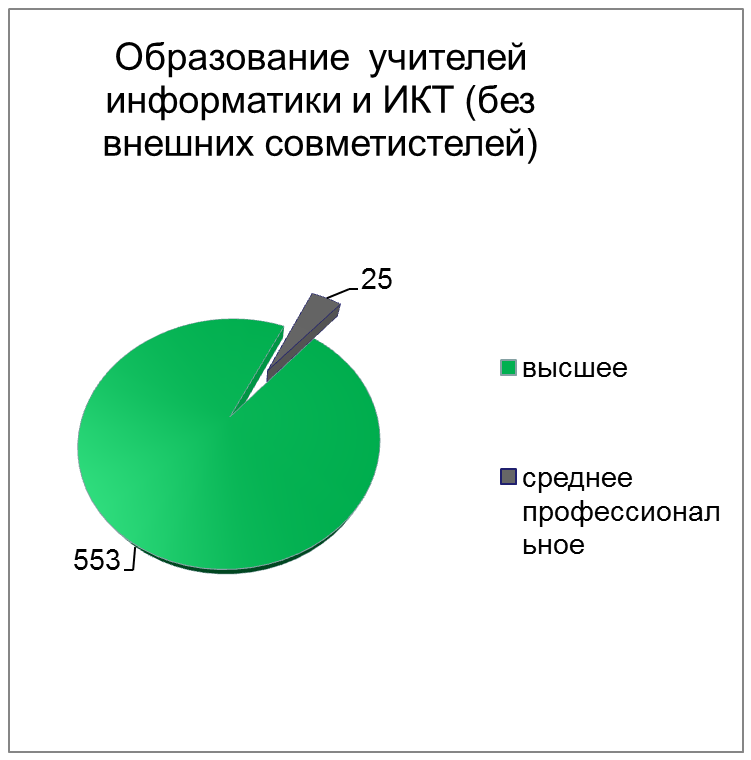 Образование учителей
информатики и ИКТ (без
внешних совметистелей)
25
высшее
среднее
профессионал
ьное
553